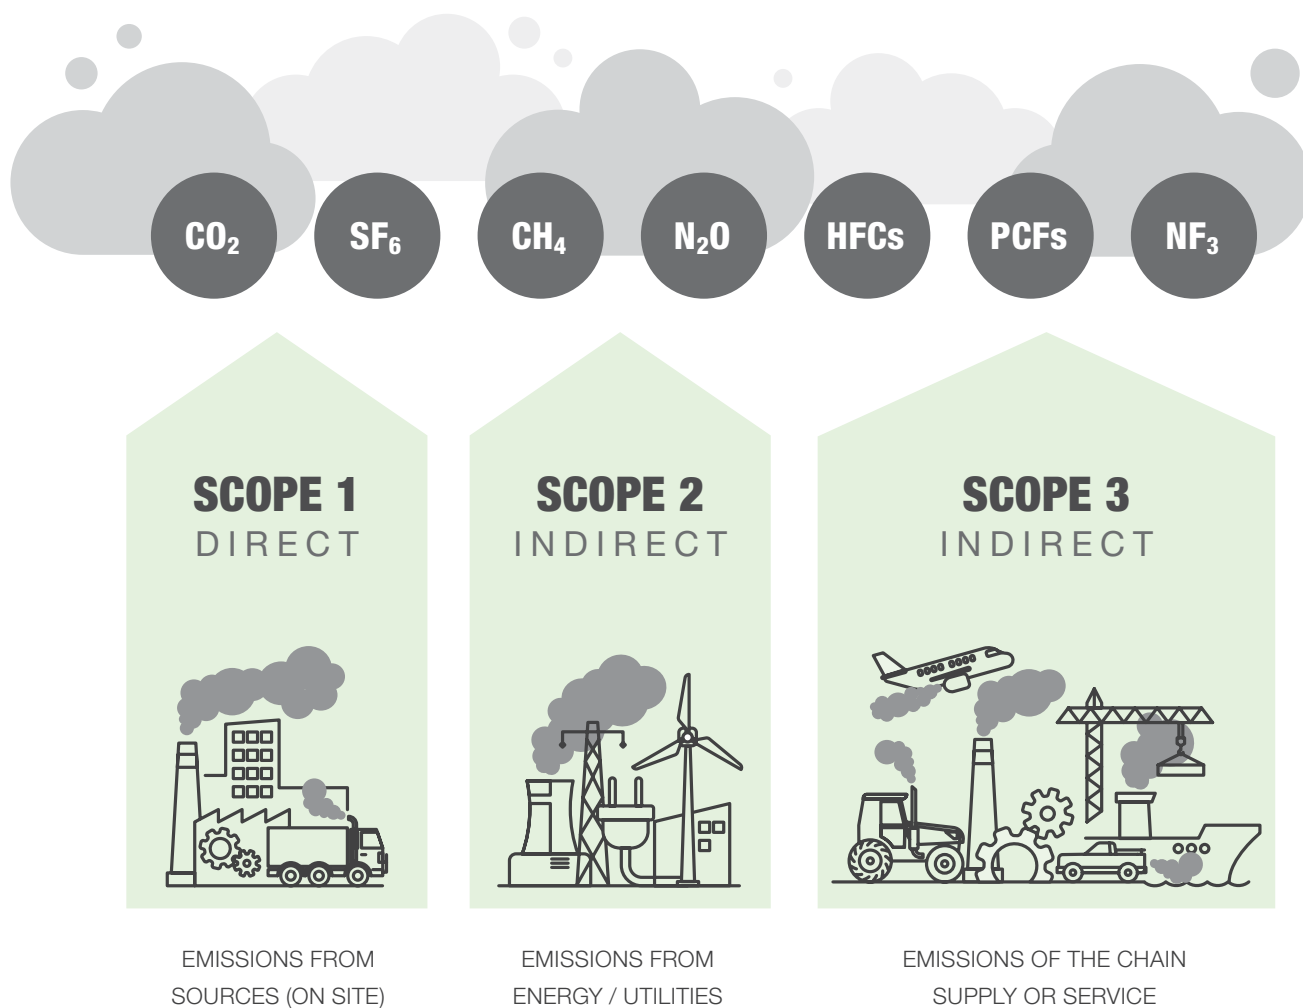 CO₂
SF₆
CH₄
N₂O
HFCs
PCFs
NF₃
SCOPE 1
DIRECT
SCOPE 2
INDIRECT
SCOPE 3
INDIRECT
EMISSIONS FROM
SOURCES (ON SITE)
EMISSIONS FROM
ENERGY / UTILITIES
EMISSIONS OF THE CHAIN
SUPPLY OR SERVICE